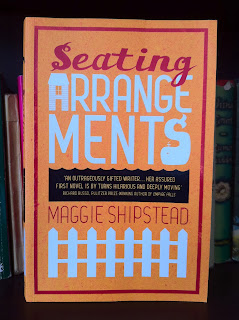 Seating
ARRANGE
MENTS
'AN OUTRAGEOUSLY GIFTED WRITER... HER ASSURED
FIRST NOVEL IS BY TURNS HILARIOUS AND DEEPLY MOVING'
RICHARD RUSSO, PULITZER PRIZE-WINNING AUTHOR OF EMPIRE FALLS
MAGGIE SHIPSTEAD